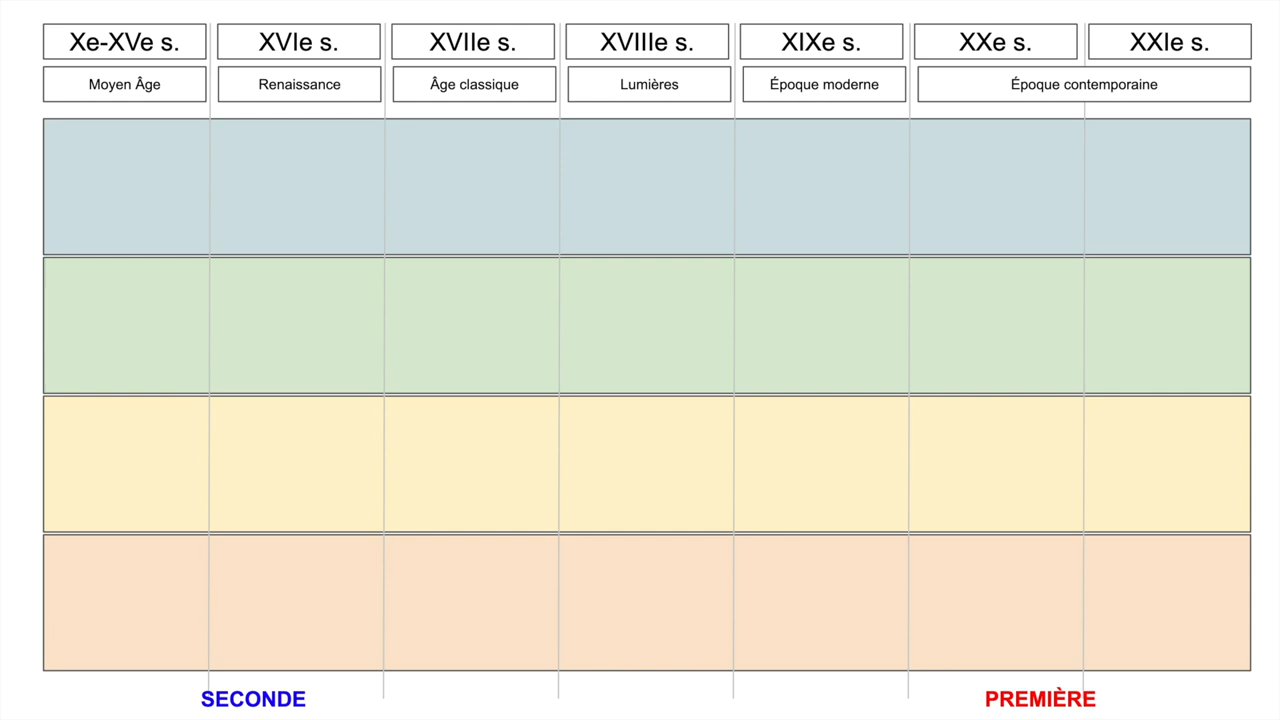 Xe-XVe s. XVIe s. XVIIe s. XVIIIe s. XIXe s. XXe s. XXIe s.
Moyen Âge Renaissance Âge classique Lumières Époque moderne Époque contemporaine
SECONDE PREMIÈRE